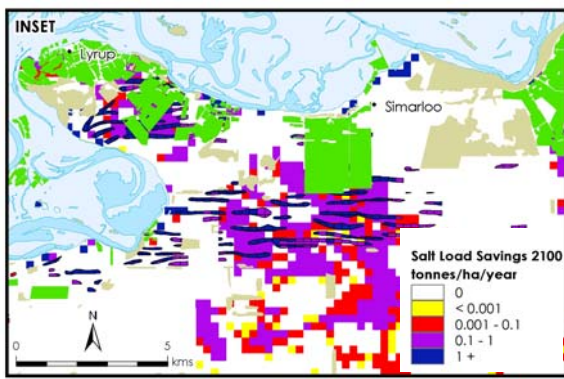 INSET
Lyrup
Simarloo
Salt Load Savings 2100
tonnes/ha/year
0
< 0.001
0.001 - 0.1
0.1 - 1
1 +
N
0 5
kms